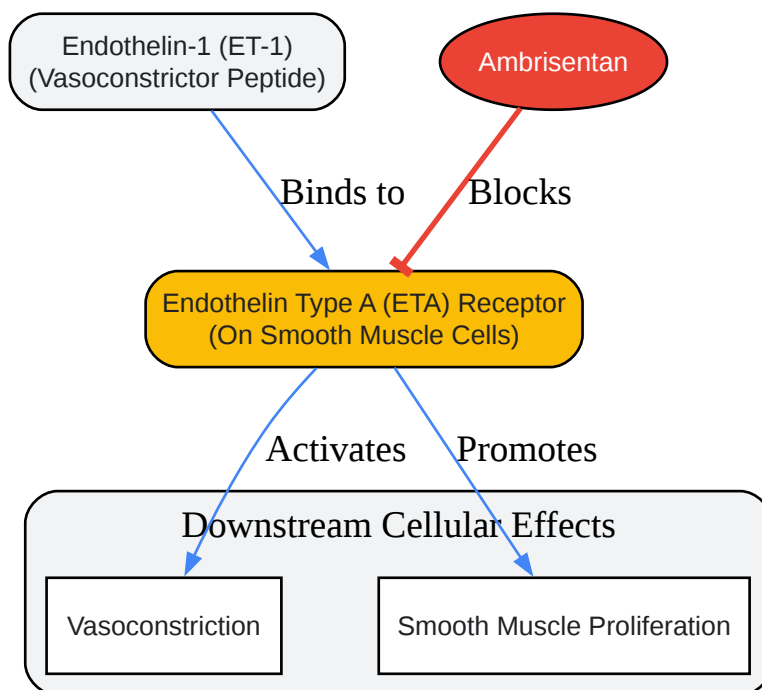 Endothelin-1 (ET-1)
(Vasoconstrictor Peptide)
Ambrisentan
Binds to
Blocks
Endothelin Type A (ETA) Receptor
(On Smooth Muscle Cells)
Activates
Promotes
Downstream Cellular Effects
Vasoconstriction
Smooth Muscle Proliferation